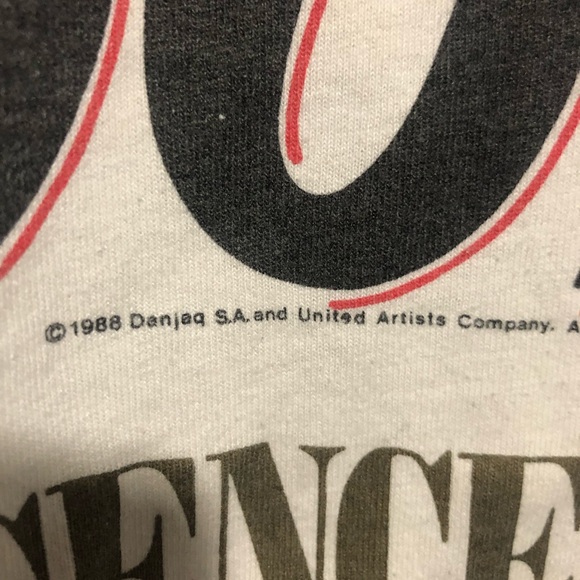 ©1988 Danjaq S.A. and United Artists Company. A
ENCE